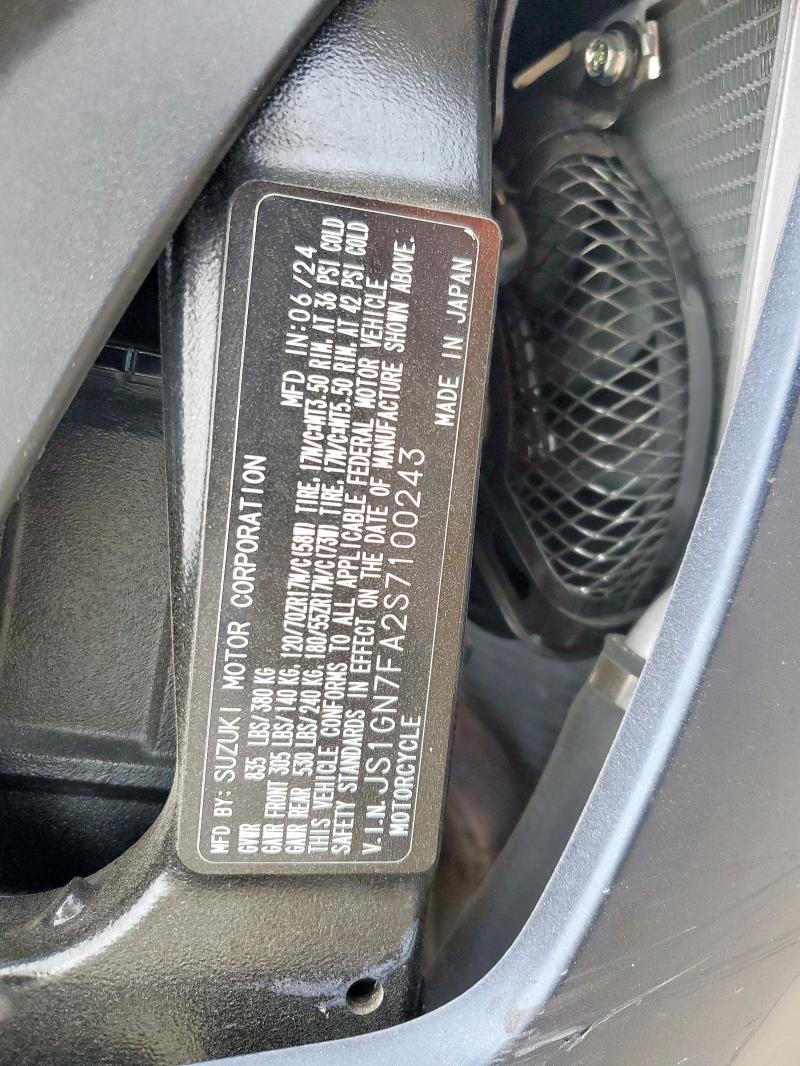 MFD BY: SUZUKI MOTOR CORPORATION MFD IN:06/24
GVWR 835 LBS/ 380 KG
GAWR FRONT 305 LBS/ 140 KG. 120/70ZR17M/C(58W) TIRE, 17M/C×MT3.50 RIM, AT 36 PSI COLD
GAWR REAR 530 LBS/ 240 KG. 180/55ZR17M/C(73W) TIRE, 17M/C×MT5.50 RIM, AT 42 PSI COLD
THIS VEHICLE CONFORMS TO ALL APPLICABLE FEDERAL MOTOR VEHICLE
SAFETY STANDARDS IN EFFECT ON THE DATE OF MANUFACTURE SHOWN ABOVE.
V.I.N. JS1GN7FA2S7100243
MOTORCYCLE MADE IN JAPAN